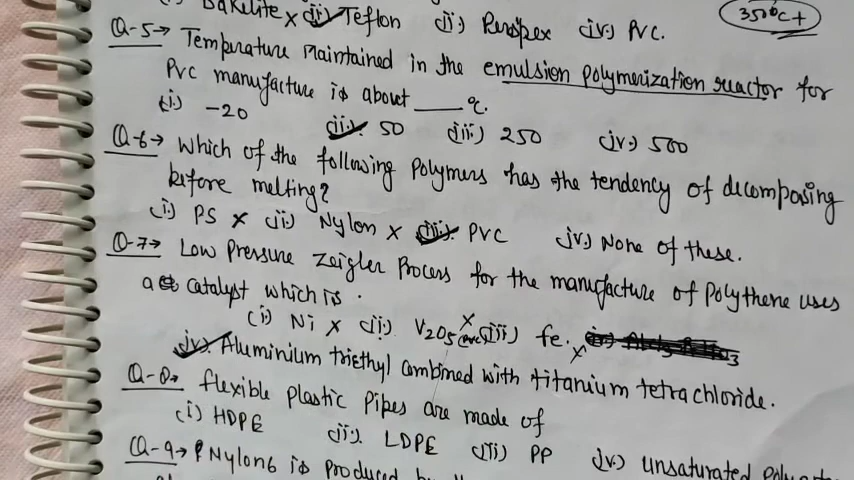 (i) Bakelite x (ii) Teflon (ii) Perspex (iv) PVC. 350°C+
Q-5→ Temperature Maintained in the emulsion polymerization reactor for
PVC manufacture is about ____ °c.
(i) -20 (ii) 50 (iii) 250 (iv) 500
Q-6→ Which of the following Polymers has the tendency of decomposing
before melting?
(i) PS x (ii) Nylon x (iii) PVC (iv) None of these.
Q-7→ Low Pressure Zeigler Process for the manufacture of Polythene uses
a catalyst which is
(i) Ni x (ii) V2O5 x (iii) fe. x
(iv) Aluminium triethyl combined with titanium tetrachloride.
Q-8→ flexible plastic Pipes are made of
(i) HDPE (ii) LDPE (iii) PP (iv) unsaturated
Q-9→ Nylon6 is produced